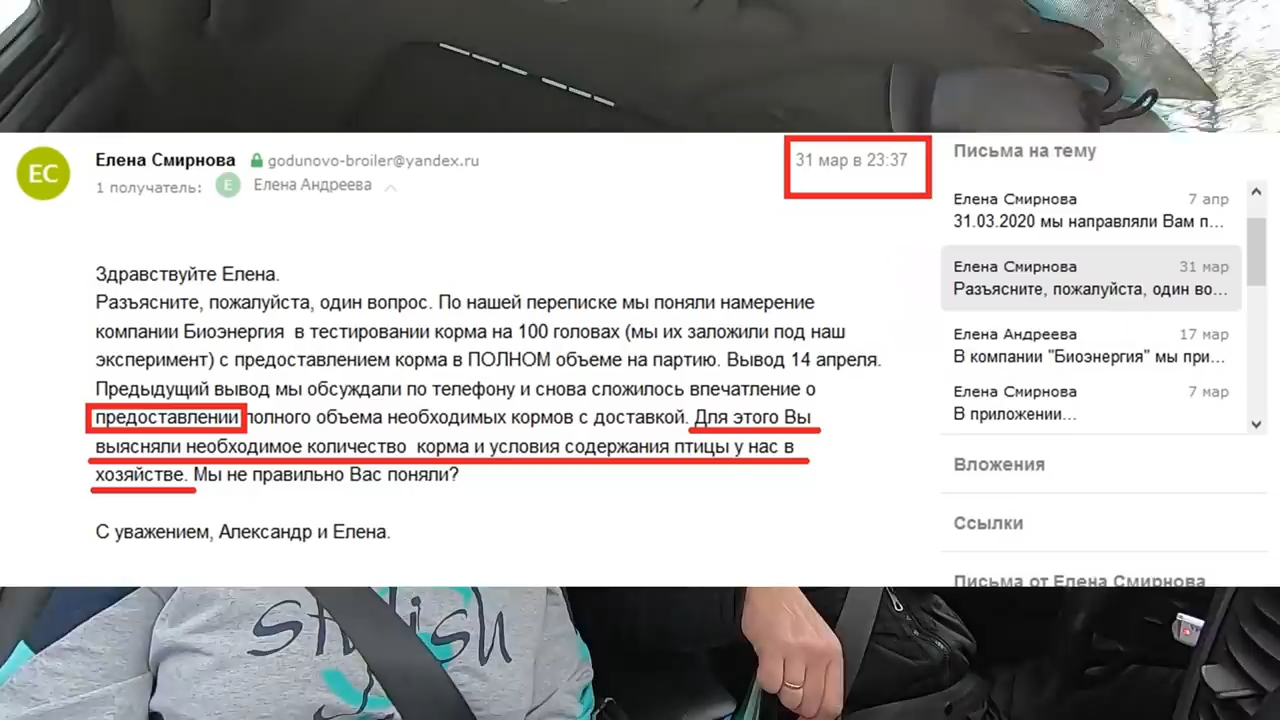 ЕС
Елена Смирнова godunovo-broiler@yandex.ru
31 мар в 23:37
1 получатель: Е Елена Андреева
Здравствуйте Елена.
Разъясните, пожалуйста, один вопрос. По нашей переписке мы поняли намерение
компании Биоэнергия в тестировании корма на 100 головах (мы их заложили под наш
эксперимент) с предоставлением корма в ПОЛНОМ объеме на партию. Вывод 14 апреля.
Предыдущий вывод мы обсуждали по телефону и снова сложилось впечатление о
предоставлении полного объема необходимых кормов с доставкой. Для этого Вы
выясняли необходимое количество корма и условия содержания птицы у нас в
хозяйстве. Мы не правильно Вас поняли?
С уважением, Александр и Елена.
Письма на тему
Елена Смирнова 7 апр
31.03.2020 мы направляли Вам п...
Елена Смирнова 31 мар
Разъясните, пожалуйста, один во...
Елена Андреева 17 мар
В компании "Биоэнергия" мы при...
Елена Смирнова 7 мар
В приложении...
Вложения
Ссылки
Письма от Елена Смирнова
stylish